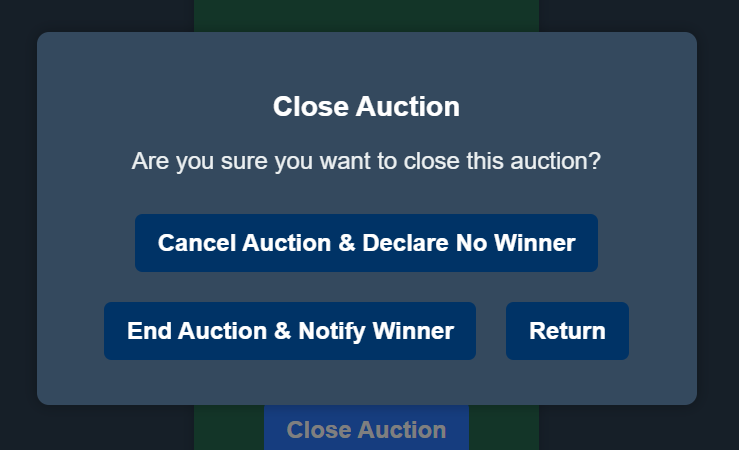 Close Auction
Are you sure you want to close this auction?
Cancel Auction & Declare No Winner
End Auction & Notify Winner
Return
Close Auction